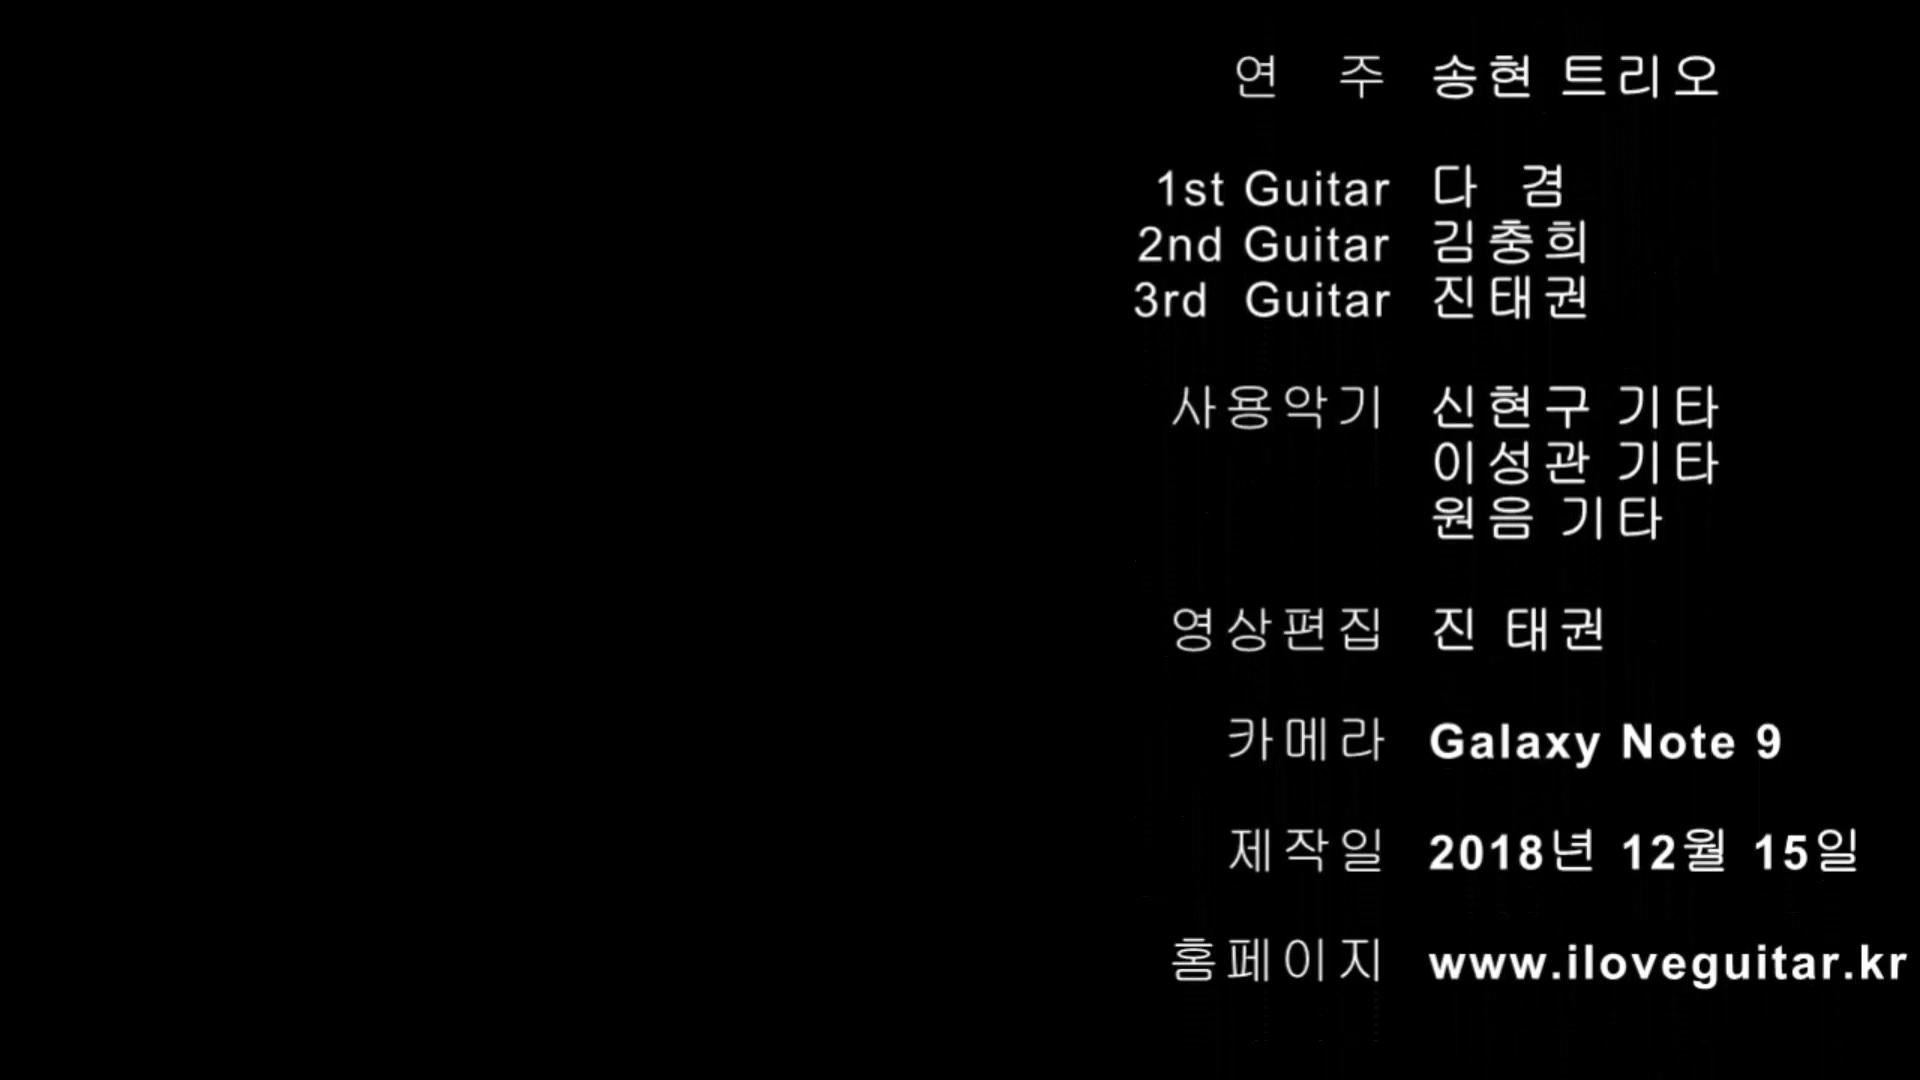 연 주 송현 트리오
1st Guitar 다 겸
2nd Guitar 김충희
3rd Guitar 진태권
사용악기 신현구 기타
이성관 기타
원음 기타
영상편집 진 태권
카메라 Galaxy Note 9
제작일 2018년 12월 15일
홈페이지 www.iloveguitar.kr